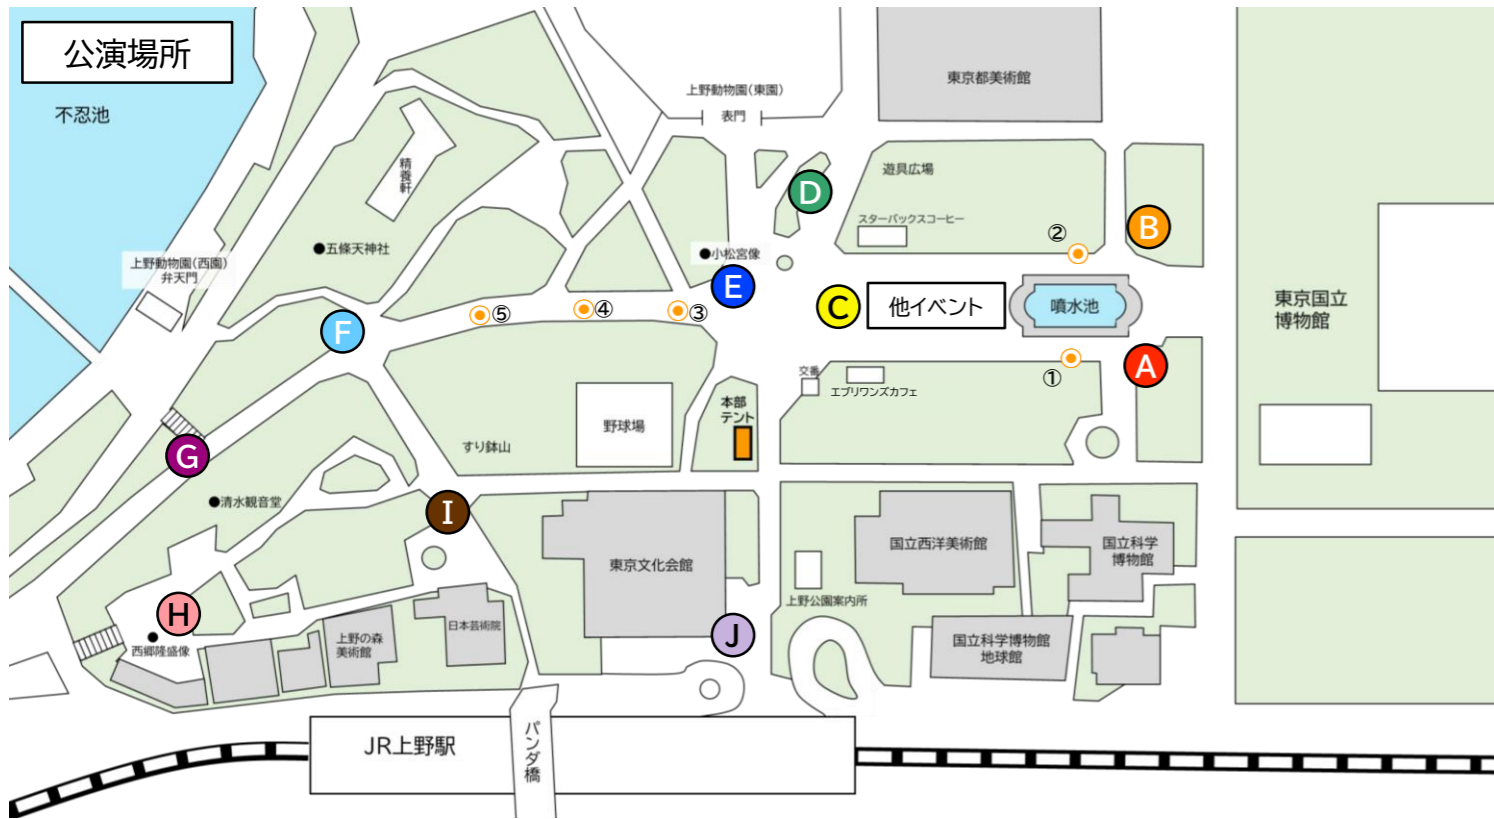 公演場所
不忍池
上野動物園(東園)
表門
東京都美術館
精養軒
遊具広場
D
スターバックスコーヒー
B
②
五條天神社
小松宮像
上野動物園(西園)
弁天門
E
C
他イベント
噴水池
東京国立
博物館
F
⑤
④
③
①
A
交番
エブリワンズカフェ
本部
テント
野球場
すり鉢山
G
清水観音堂
I
東京文化会館
国立西洋美術館
国立科学
博物館
上野公園案内所
H
西郷隆盛像
上野の森
美術館
日本芸術院
J
国立科学博物館
地球館
JR上野駅
パンダ橋